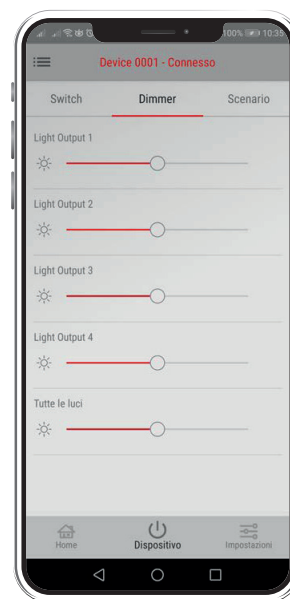 100% 10:35
Device 0001 - Connesso
Switch Dimmer Scenario
Light Output 1
Light Output 2
Light Output 3
Light Output 4
Tutte le luci
Home Dispositivo Impostazioni